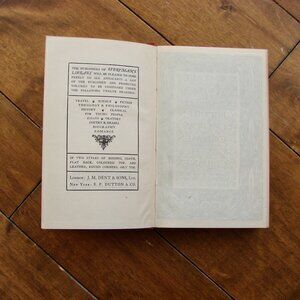 THE PUBLISHERS OF EVERYMAN'S
LIBRARY WILL BE PLEASED TO SEND
FREELY TO ALL APPLICANTS A LIST
OF THE PUBLISHED AND PROJECTED
VOLUMES TO BE COMPRISED UNDER
THE FOLLOWING TWELVE HEADINGS:
TRAVEL SCIENCE FICTION
THEOLOGY & PHILOSOPHY
HISTORY CLASSICAL
FOR YOUNG PEOPLE
ESSAYS ORATORY
POETRY & DRAMA
BIOGRAPHY
ROMANCE
IN TWO STYLES OF BINDING, CLOTH,
FLAT BACK, COLOURED TOP, AND
LEATHER, ROUND CORNERS, GILT TOP.
LONDON: J. M. DENT & SONS, LTD.
NEW YORK: E. P. DUTTON & CO.